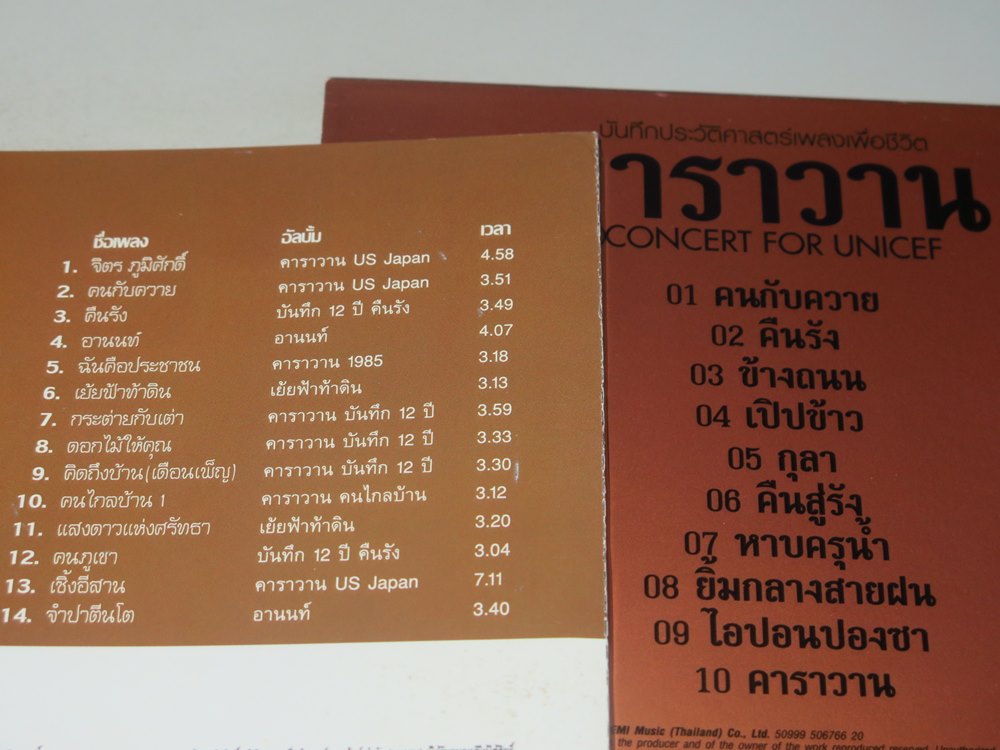 ชื่อเพลง อัลบั้ม เวลา
1. จิตร ภูมิศักดิ์ คาราวาน US Japan 4.58
2. คนกับควาย คาราวาน US Japan 3.51
3. คืนรัง บันทึก 12 ปี คืนรัง 3.49
4. อานนท์ อานนท์ 4.07
5. ฉันคือประชาชน คาราวาน 1985 3.18
6. เย้ยฟ้าท้าดิน เย้ยฟ้าท้าดิน 3.13
7. กระต่ายกับเต่า คาราวาน บันทึก 12 ปี 3.59
8. ดอกไม้ให้คุณ คาราวาน บันทึก 12 ปี 3.33
9. คิดถึงบ้าน(เดือนเพ็ญ) คาราวาน บันทึก 12 ปี 3.30
10. คนไกลบ้าน 1 คาราวาน คนไกลบ้าน 3.12
11. แสงดาวแห่งศรัทธา เย้ยฟ้าท้าดิน 3.20
12. คนภูเขา บันทึก 12 ปี คืนรัง 3.04
13. เซิ้งอีสาน คาราวาน US Japan 7.11
14. จำปาตีนโต อานนท์ 3.40
บันทึกประวัติศาสตร์เพลงเพื่อชีวิต
าราวาน
CONCERT FOR UNICEF
01 คนกับควาย
02 คืนรัง
03 ข้างถนน
04 เปิปข้าว
05 กุลา
06 คืนสู่รัง
07 หาบครุน้ำ
08 ยิ้มกลางสายฝน
09 ไอปอนปองซา
10 คาราวาน
EMI Music (Thailand) Co., Ltd. 50999 506766 20
the producer and of the owner of the work reproduced reserved.